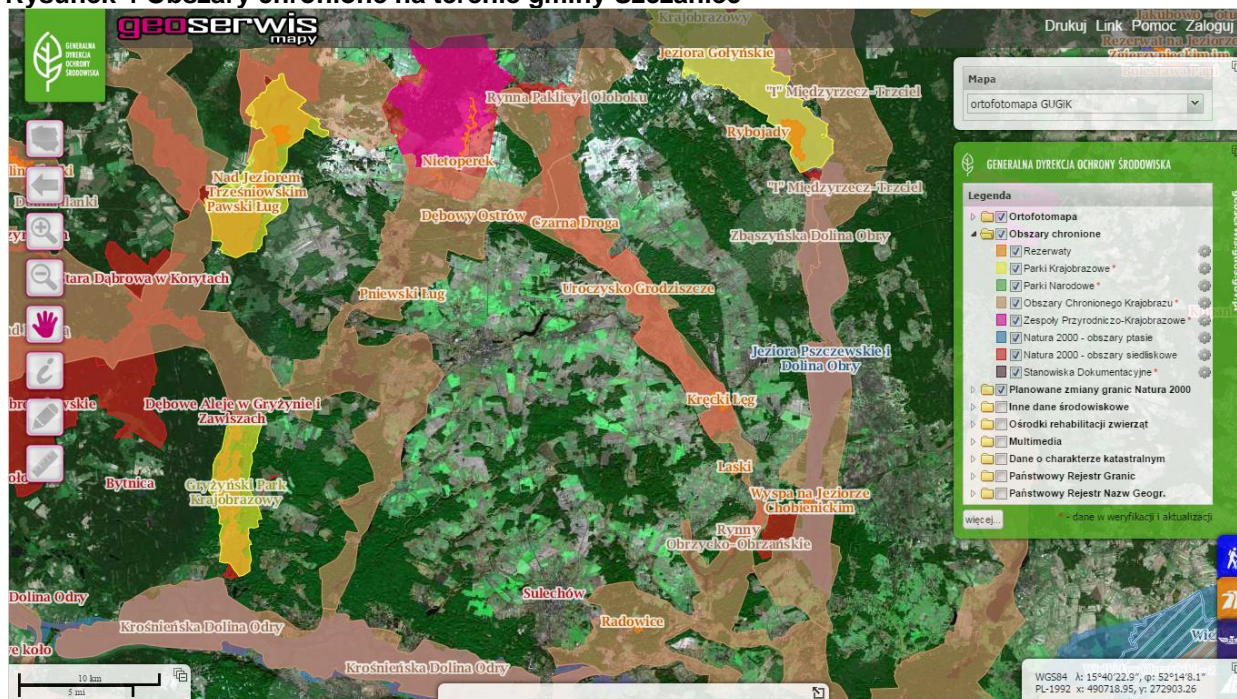 Rysunek 4 Obszary chronione na terenie gminy Szczaniec
GENERALNA
DYREKCJA
OCHRONY
ŚRODOWISKA
geoserwis
mapy
Krajobrazowy
Drukuj Link Pomoc Zaloguj
Jeziora Gołyńskie
Rynna Paklicy i Ołoboku
"I" Międzyrzecz-Trzciel
Rybojady
Nietoperek
Nad Jeziorem
Trześniowskim
Pawski Ług
"I" Międzyrzecz-Trzciel
Dębowy Ostrów
Czarna Droga
Zbąszyńska Dolina Obry
Stara Dąbrowa w Korytach
Pniewski Ług
Uroczysko Grodziszcze
Jeziora Pszczewskie i
Dolina Obry
Dębowe Aleje w Gryżynie i
Zawiszach
Kręcki Łęg
Laski
Bytnica
Gryżyński Park
Krajobrazowy
Wyspa na Jeziorze
Chobienickim
Rynny
Obrzycko-Obrzańskie
Sulechów
Dolina Odry
Radowice
Krośnieńska Dolina Odry
Krośnieńska Dolina Odry
10 km
5 mi
Mapa
ortofotomapa GUGIK
GENERALNA DYREKCJA OCHRONY ŚRODOWISKA
Legenda
Ortofotomapa
Obszary chronione
Rezerwaty
Parki Krajobrazowe *
Parki Narodowe *
Obszary Chronionego Krajobrazu *
Zespoły Przyrodniczo-Krajobrazowe *
Natura 2000 - obszary ptasie
Natura 2000 - obszary siedliskowe
Stanowiska Dokumentacyjne *
Planowane zmiany granic Natura 2000
Inne dane środowiskowe
Ośrodki rehabilitacji zwierząt
Multimedia
Dane o charakterze katastralnym
Państwowy Rejestr Granic
Państwowy Rejestr Nazw Geogr.
więcej...
* - dane w weryfikacji i aktualizacji
WGS84 λ: 15°40'22.9", φ: 52°14'8.1"
PL-1992 x: 490718.95, y: 272903.26